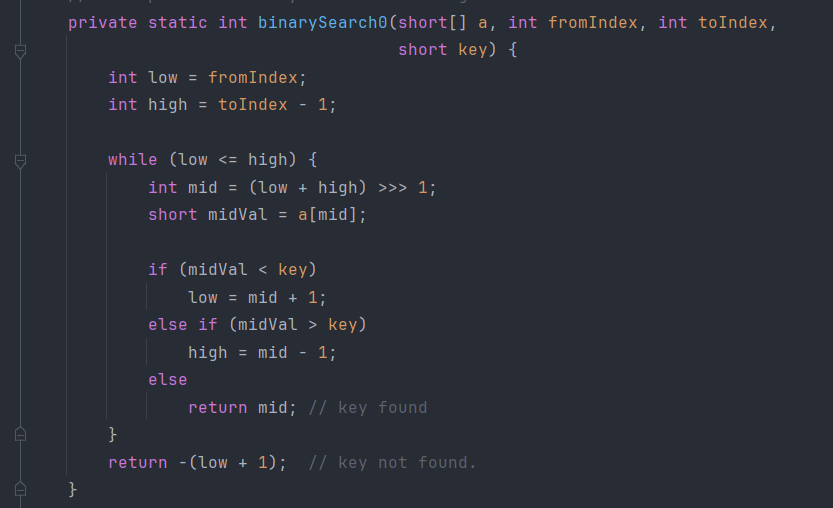 private static int binarySearch0(short[] a, int fromIndex, int toIndex,
                                 short key) {
    int low = fromIndex;
    int high = toIndex - 1;

    while (low <= high) {
        int mid = (low + high) >>> 1;
        short midVal = a[mid];

        if (midVal < key)
            low = mid + 1;
        else if (midVal > key)
            high = mid - 1;
        else
            return mid; // key found
    }
    return -(low + 1);  // key not found.
}